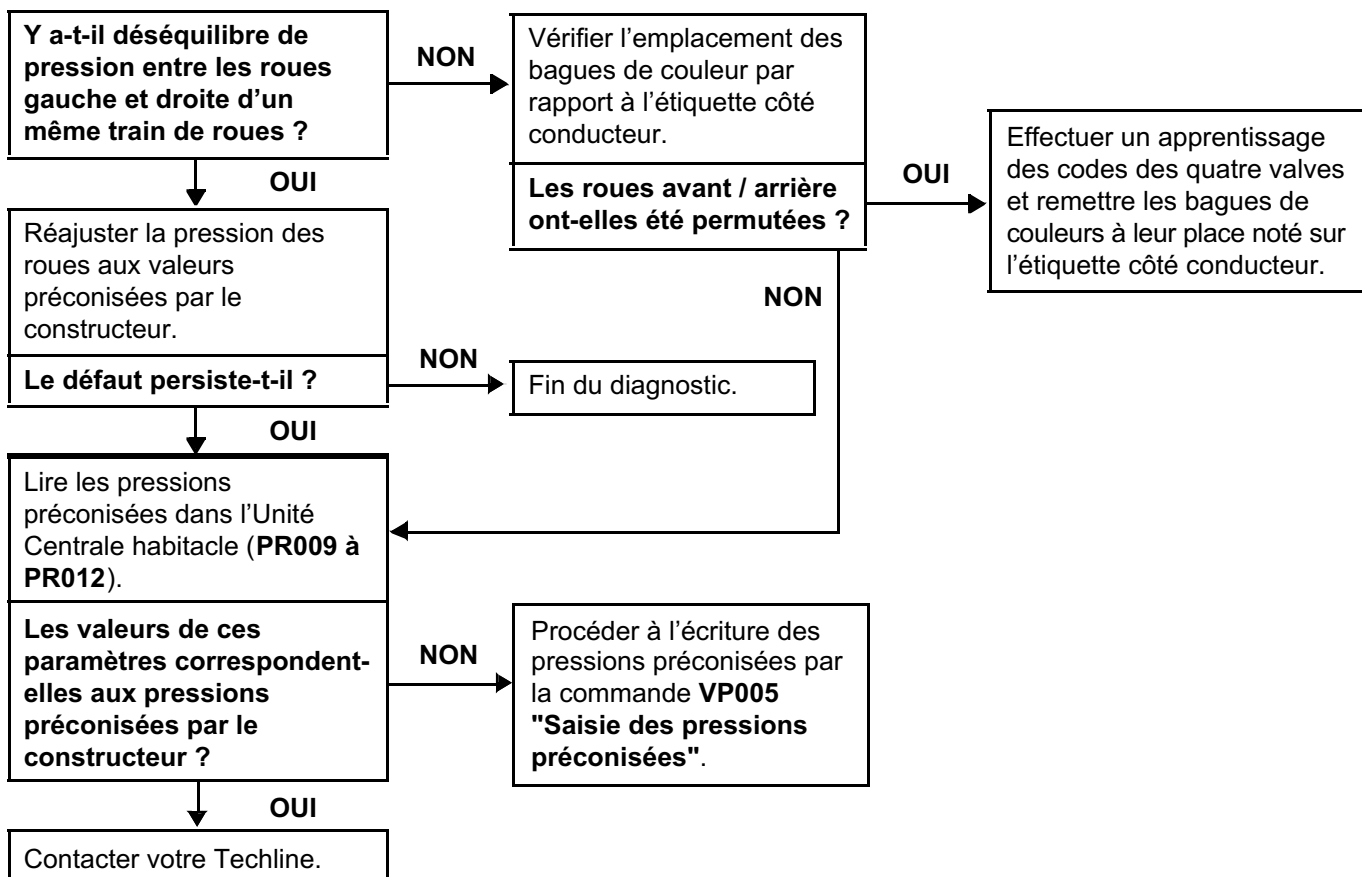 Y a-t-il déséquilibre de
pression entre les roues
gauche et droite d'un
même train de roues ?
NON
Vérifier l'emplacement des
bagues de couleur par
rapport à l'étiquette côté
conducteur.
Les roues avant / arrière
ont-elles été permutées ?
OUI
Effectuer un apprentissage
des codes des quatre valves
et remettre les bagues de
couleurs à leur place noté sur
l'étiquette côté conducteur.
NON
OUI
Réajuster la pression des
roues aux valeurs
préconisées par le
constructeur.
Le défaut persiste-t-il ?
NON
Fin du diagnostic.
OUI
Lire les pressions
préconisées dans l'Unité
Centrale habitacle (PR009 à
PR012).
Les valeurs de ces
paramètres correspondent-
elles aux pressions
préconisées par le
constructeur ?
NON
Procéder à l'écriture des
pressions préconisées par
la commande VP005
"Saisie des pressions
préconisées".
OUI
Contacter votre Techline.